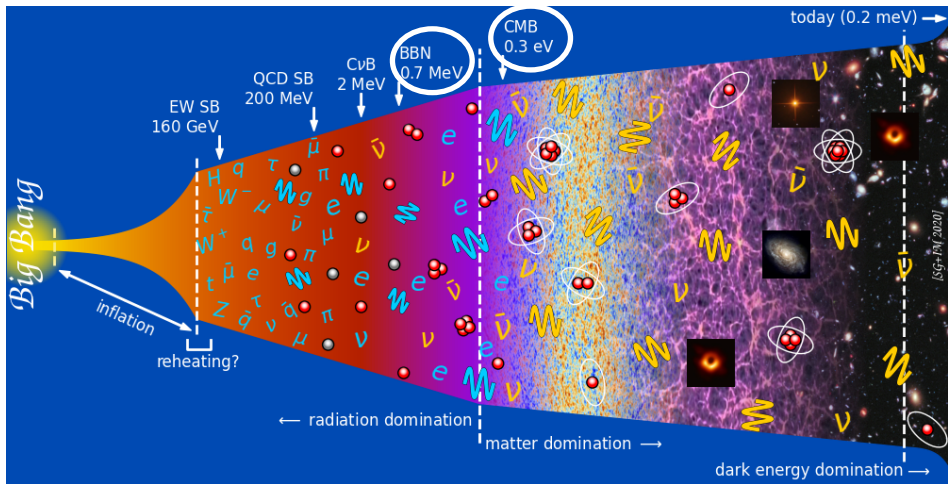 today (0.2 meV)
CMB
0.3 eV
BBN
0.7 MeV
CνB
2 MeV
QCD SB
200 MeV
EW SB
160 GeV
Big Bang
inflation
reheating?
← radiation domination
matter domination →
dark energy domination →
[SG+PM 2020]
H q τ μ̄ π g e
W⁻ μ ν̄
t̄ W⁺ q g π
t μ̄ e τ
Z q̄ ν q̄ π μ
ν̄ ν e